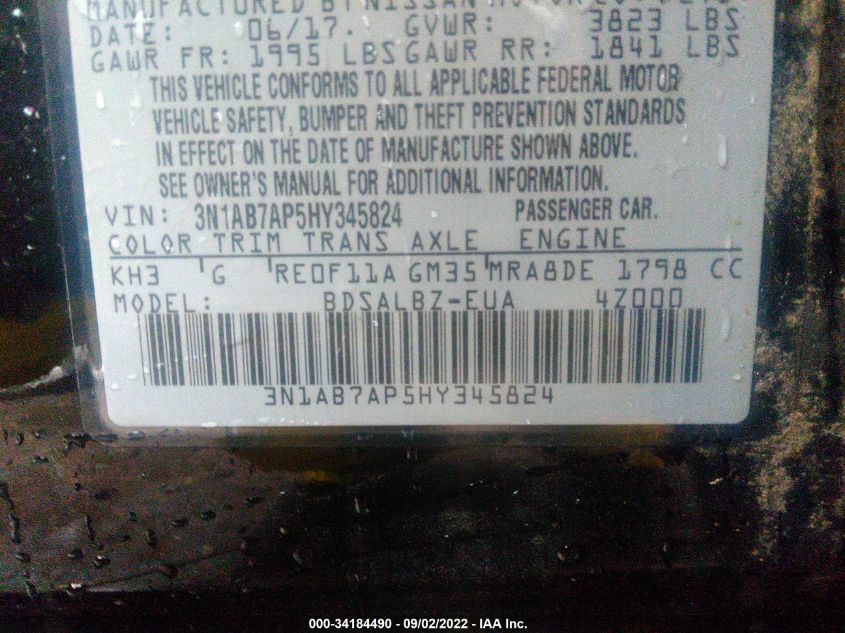 MANUFACTURED BY NISSAN
DATE: 06/17. GVWR: 3823 LBS
GAWR FR: 1995 LBS GAWR RR: 1841 LBS
THIS VEHICLE CONFORMS TO ALL APPLICABLE FEDERAL MOTOR
VEHICLE SAFETY, BUMPER AND THEFT PREVENTION STANDARDS
IN EFFECT ON THE DATE OF MANUFACTURE SHOWN ABOVE.
SEE OWNER'S MANUAL FOR ADDITIONAL INFORMATION.
VIN: 3N1AB7AP5HY345824 PASSENGER CAR.
COLOR TRIM TRANS AXLE ENGINE
KH3 G RE0F11A GM35 MRA8DE 1798 CC
MODEL: BDSALBZ-EUA 4Z000
3N1AB7AP5HY345824
000-34184490 - 09/02/2022 - IAA Inc.